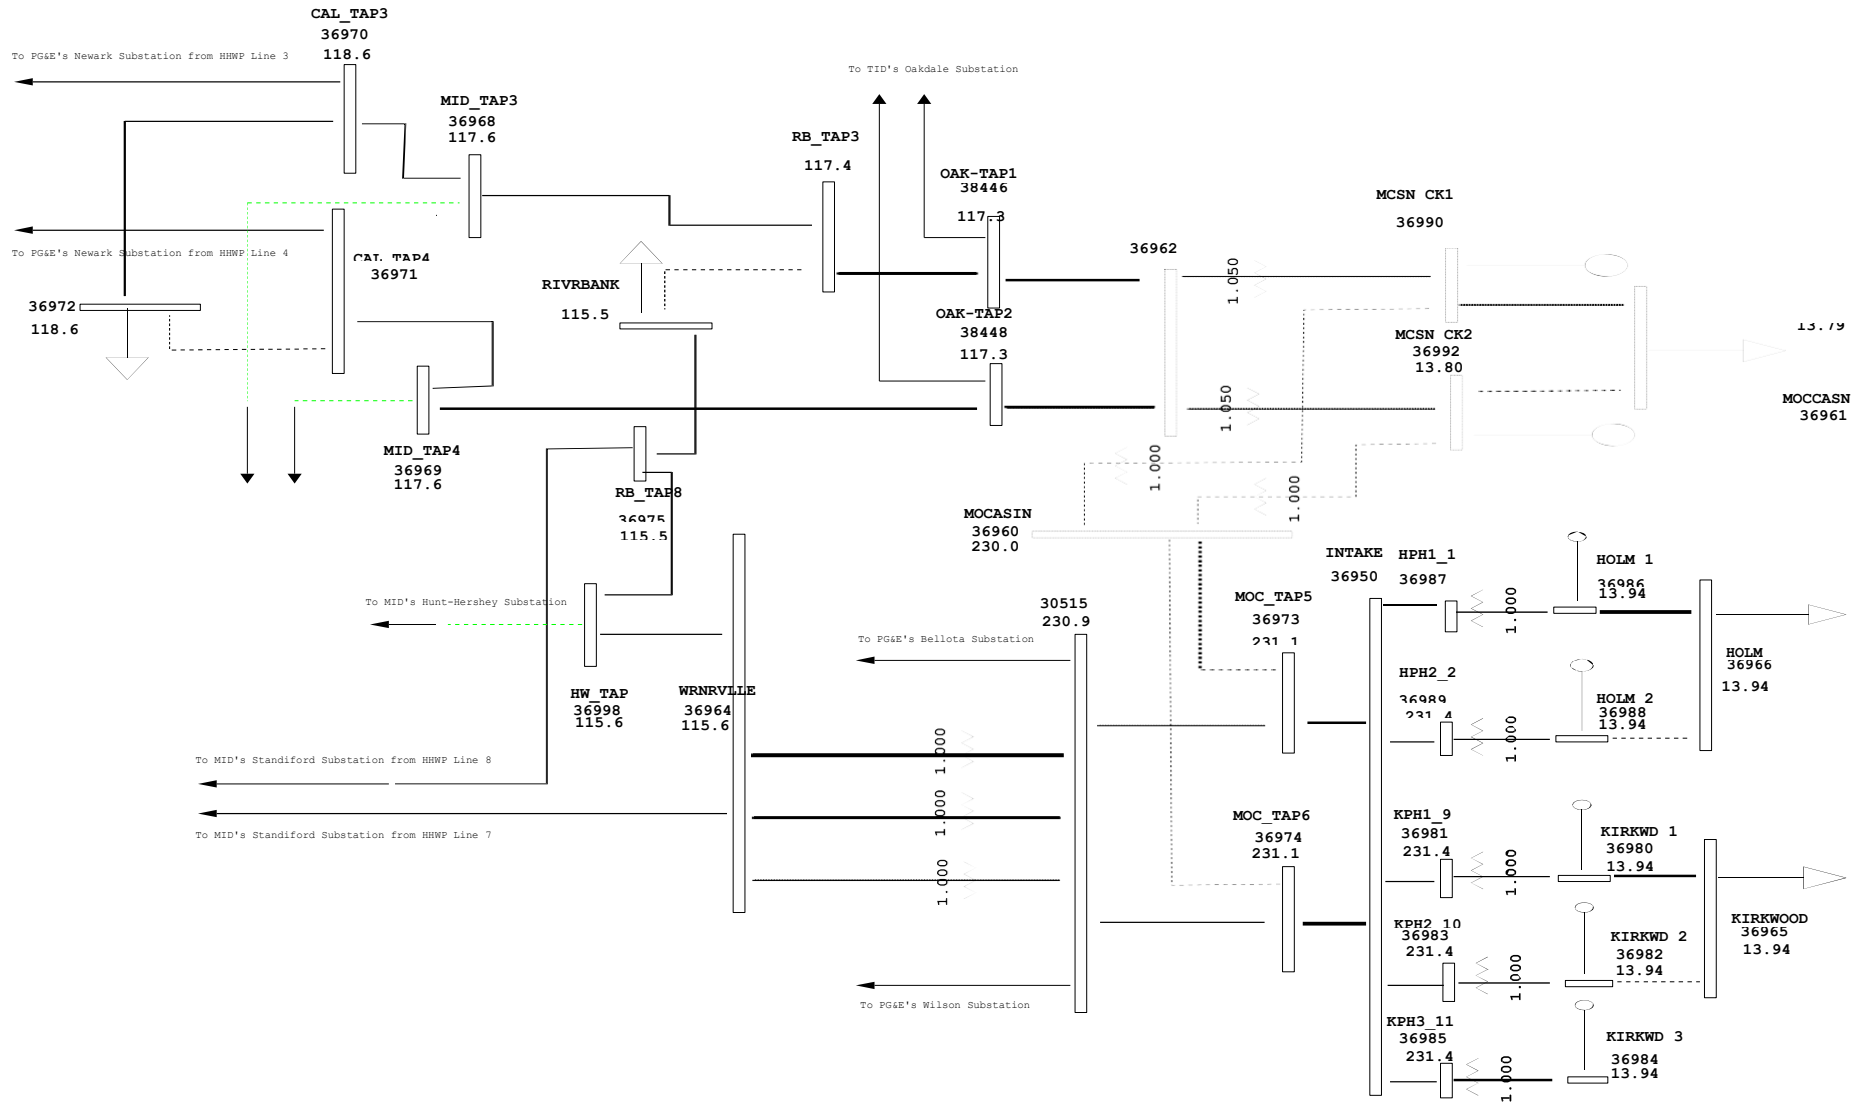 CAL_TAP3
36970
118.6
To PG&E's Newark Substation from HHWP Line 3
MID_TAP3
36968
117.6
To TID's Oakdale Substation
RB_TAP3
117.4
OAK-TAP1
38446
117.3
MCSN CK1
36990
To PG&E's Newark Substation from HHWP Line 4
CAL_TAP4
36971
36972
118.6
RIVRBANK
115.5
OAK-TAP2
38448
117.3
36962
1.050
1.050
MCSN CK2
36992
13.80
13.79
MOCCASN
36961
MID_TAP4
36969
117.6
RB_TAP8
36975
115.5
1.000
1.000
MOCASIN
36960
230.0
INTAKE
36950
HPH1_1
36987
1.000
HOLM 1
36986
13.94
To MID's Hunt-Hershey Substation
HW_TAP
36998
115.6
WRNRVLLE
36964
115.6
30515
230.9
To PG&E's Bellota Substation
MOC_TAP5
36973
231.1
HPH2_2
36989
231.4
1.000
HOLM 2
36988
13.94
HOLM
36966
13.94
1.000
1.000
1.000
To MID's Standiford Substation from HHWP Line 8
To MID's Standiford Substation from HHWP Line 7
MOC_TAP6
36974
231.1
KPH1_9
36981
231.4
1.000
KIRKWD 1
36980
13.94
KPH2_10
36983
231.4
1.000
KIRKWD 2
36982
13.94
KIRKWOOD
36965
13.94
To PG&E's Wilson Substation
KPH3_11
36985
231.4
1.000
KIRKWD 3
36984
13.94